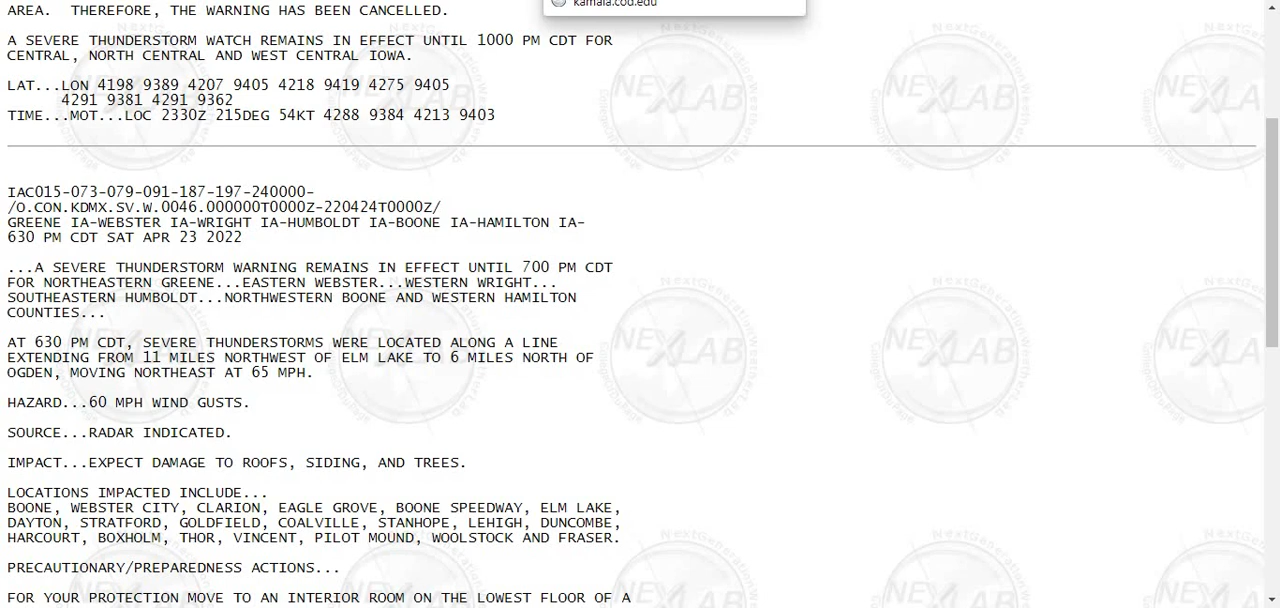 kamala.cod.edu
AREA.  THEREFORE, THE WARNING HAS BEEN CANCELLED.
A SEVERE THUNDERSTORM WATCH REMAINS IN EFFECT UNTIL 1000 PM CDT FOR
CENTRAL, NORTH CENTRAL AND WEST CENTRAL IOWA.
LAT...LON 4198 9389 4207 9405 4218 9419 4275 9405
4291 9381 4291 9362
TIME...MOT...LOC 2330Z 215DEG 54KT 4288 9384 4213 9403
IAC015-073-079-091-187-197-240000-
/O.CON.KDMX.SV.W.0046.000000T0000Z-220424T0000Z/
GREENE IA-WEBSTER IA-WRIGHT IA-HUMBOLDT IA-BOONE IA-HAMILTON IA-
630 PM CDT SAT APR 23 2022
...A SEVERE THUNDERSTORM WARNING REMAINS IN EFFECT UNTIL 700 PM CDT
FOR NORTHEASTERN GREENE...EASTERN WEBSTER...WESTERN WRIGHT...
SOUTHEASTERN HUMBOLDT...NORTHWESTERN BOONE AND WESTERN HAMILTON
COUNTIES...
AT 630 PM CDT, SEVERE THUNDERSTORMS WERE LOCATED ALONG A LINE
EXTENDING FROM 11 MILES NORTHWEST OF ELM LAKE TO 6 MILES NORTH OF
OGDEN, MOVING NORTHEAST AT 65 MPH.
HAZARD...60 MPH WIND GUSTS.
SOURCE...RADAR INDICATED.
IMPACT...EXPECT DAMAGE TO ROOFS, SIDING, AND TREES.
LOCATIONS IMPACTED INCLUDE...
BOONE, WEBSTER CITY, CLARION, EAGLE GROVE, BOONE SPEEDWAY, ELM LAKE,
DAYTON, STRATFORD, GOLDFIELD, COALVILLE, STANHOPE, LEHIGH, DUNCOMBE,
HARCOURT, BOXHOLM, THOR, VINCENT, PILOT MOUND, WOOLSTOCK AND FRASER.
PRECAUTIONARY/PREPAREDNESS ACTIONS...
FOR YOUR PROTECTION MOVE TO AN INTERIOR ROOM ON THE LOWEST FLOOR OF A